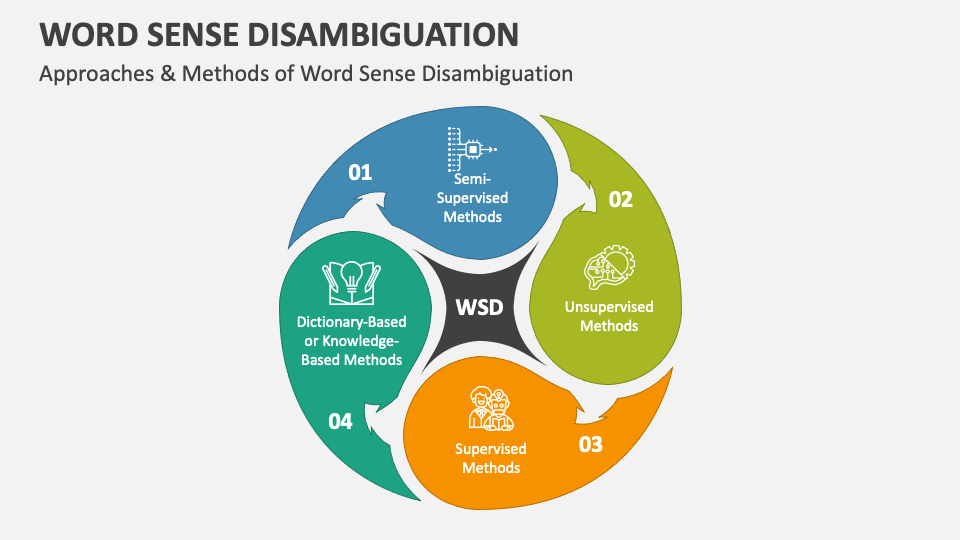 WORD SENSE DISAMBIGUATION
Approaches & Methods of Word Sense Disambiguation
01
Semi-
Supervised
Methods
02
Unsupervised
Methods
WSD
03
Supervised
Methods
04
Dictionary-Based
or Knowledge-
Based Methods